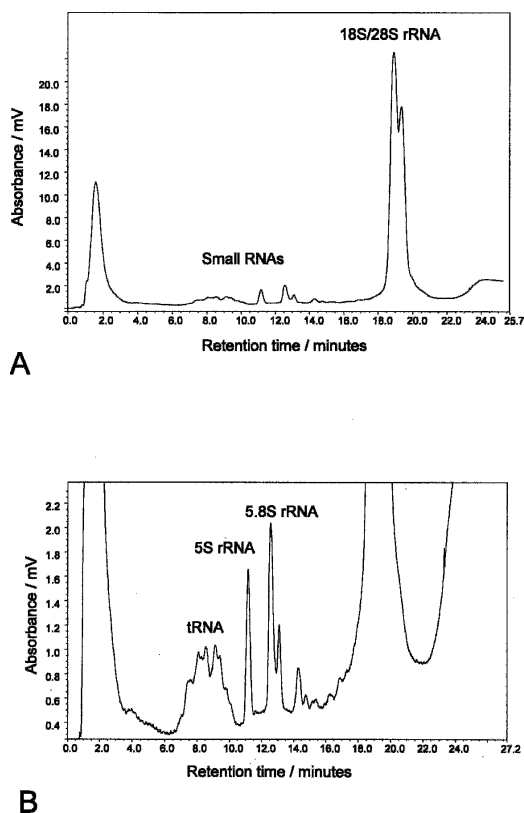 18S/28S rRNA
Absorbance / mV
20.0
18.0
16.0
14.0
12.0
10.0
8.0
6.0
4.0
2.0
Small RNAs
0.0 2.0 4.0 6.0 8.0 10.0 12.0 14.0 16.0 18.0 20.0 22.0 24.0 25.7
Retention time / minutes
A
Absorbance / mV
2.2
2.0
1.8
1.6
1.4
1.2
1.0
0.8
0.6
0.4
5.8S rRNA
5S rRNA
tRNA
0.0 2.0 4.0 6.0 8.0 10.0 12.0 14.0 16.0 18.0 20.0 22.0 24.0 27.2
Retention time / minutes
B